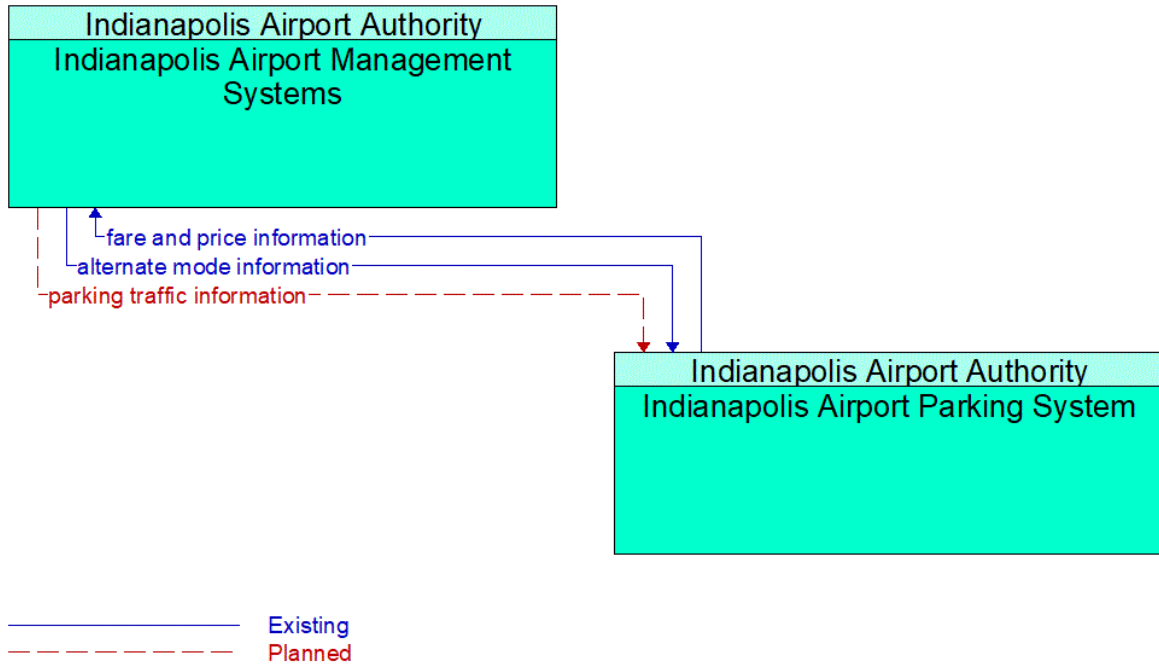 Indianapolis Airport Authority
Indianapolis Airport Management
Systems
fare and price information
alternate mode information
parking traffic information
Indianapolis Airport Authority
Indianapolis Airport Parking System
Existing
Planned